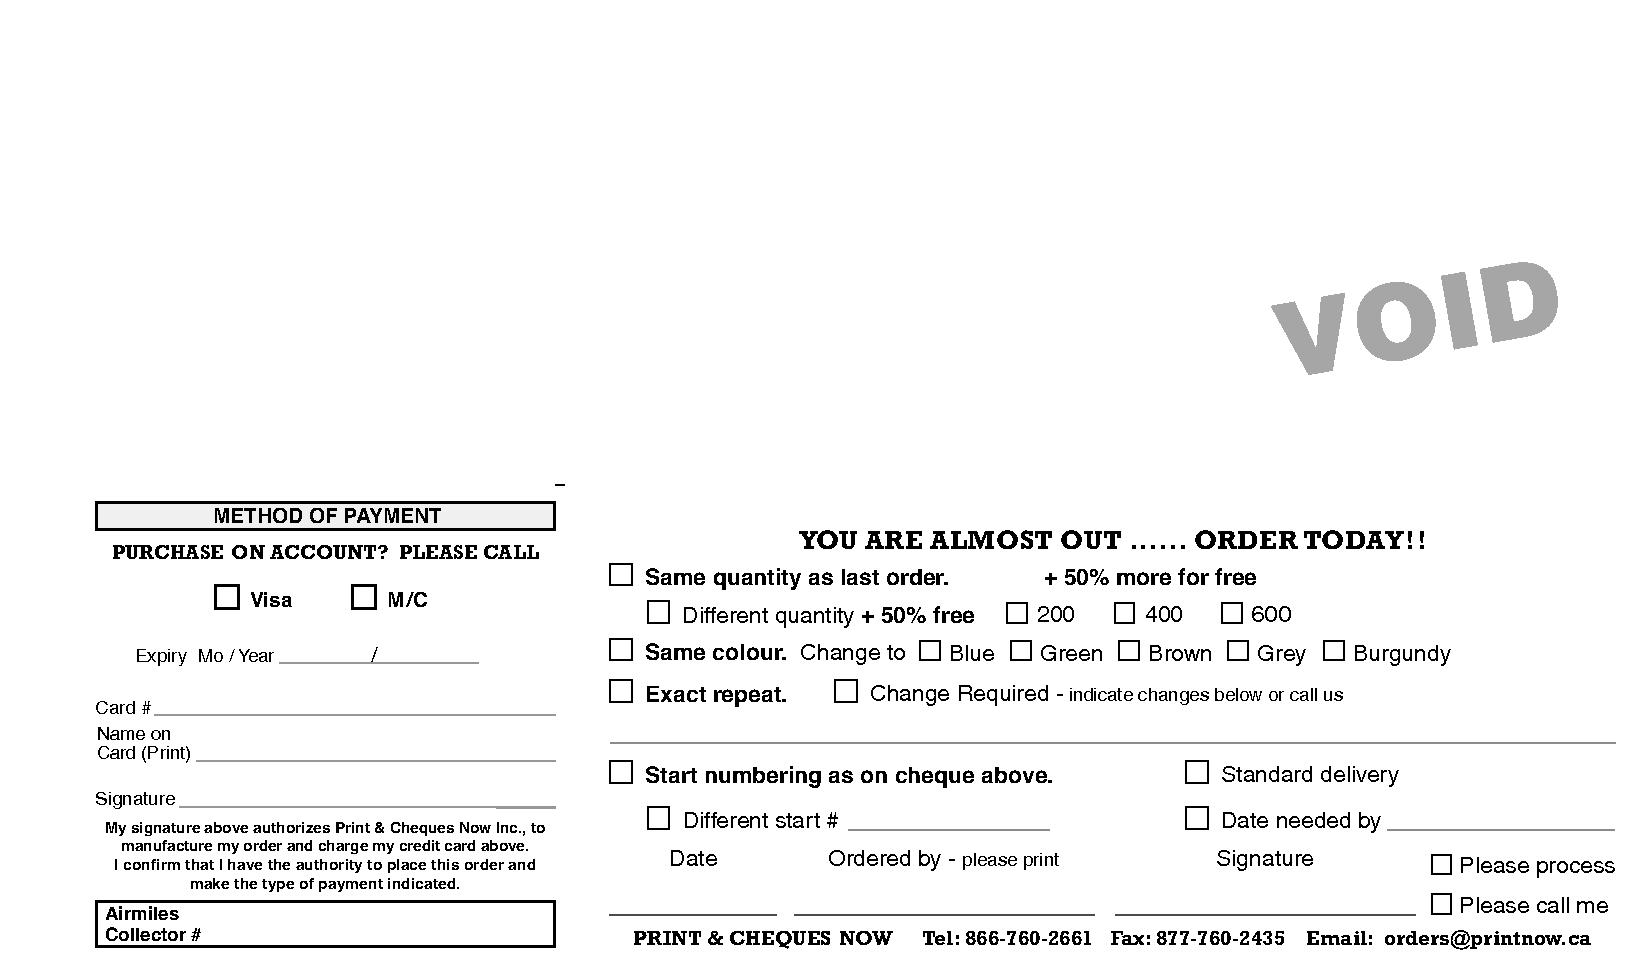 VOID
METHOD OF PAYMENT
PURCHASE ON ACCOUNT? PLEASE CALL
Visa M/C
Expiry Mo / Year /
Card #
Name on
Card (Print)
Signature
My signature above authorizes Print & Cheques Now Inc., to
manufacture my order and charge my credit card above.
I confirm that I have the authority to place this order and
make the type of payment indicated.
Airmiles
Collector #
YOU ARE ALMOST OUT ...... ORDER TODAY!!
Same quantity as last order. + 50% more for free
Different quantity + 50% free 200 400 600
Same colour. Change to Blue Green Brown Grey Burgundy
Exact repeat. Change Required - indicate changes below or call us
Start numbering as on cheque above. Standard delivery
Different start # Date needed by
Date Ordered by - please print Signature Please process
Please call me
PRINT & CHEQUES NOW Tel: 866-760-2661 Fax: 877-760-2435 Email: orders@printnow.ca